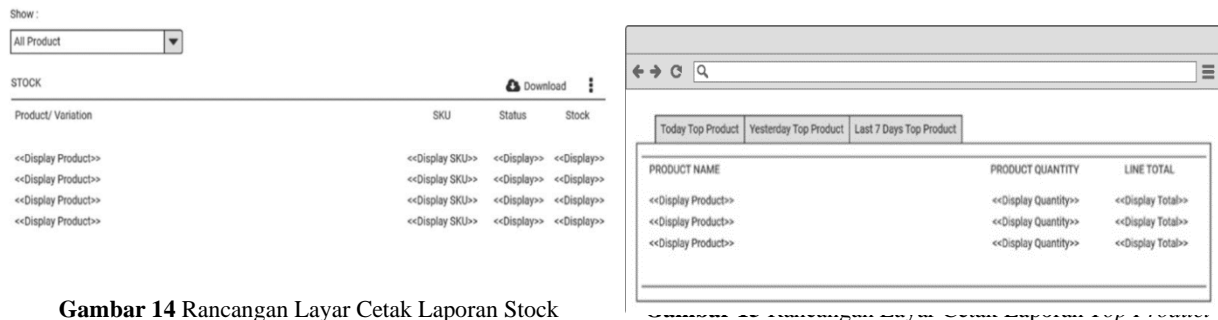 Show :
All Product
STOCK Download
Product/ Variation SKU Status Stock
<<Display Product>> <<Display SKU>> <<Display>> <<Display>>
<<Display Product>> <<Display SKU>> <<Display>> <<Display>>
<<Display Product>> <<Display SKU>> <<Display>> <<Display>>
<<Display Product>> <<Display SKU>> <<Display>> <<Display>>
Gambar 14 Rancangan Layar Cetak Laporan Stock
Today Top Product Yesterday Top Product Last 7 Days Top Product
PRODUCT NAME PRODUCT QUANTITY LINE TOTAL
<<Display Product>> <<Display Quantity>> <<Display Total>>
<<Display Product>> <<Display Quantity>> <<Display Total>>
<<Display Product>> <<Display Quantity>> <<Display Total>>